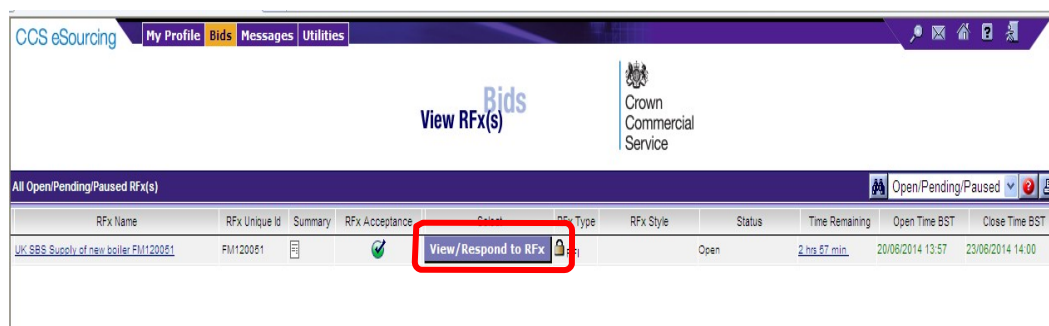 CCS eSourcing My Profile Bids Messages Utilities
Bids
View RFx(s)
Crown
Commercial
Service
All Open/Pending/Paused RFx(s) Open/Pending/Paused
RFx Name RFx Unique Id Summary RFx Acceptance Select RFx Type RFx Style Status Time Remaining Open Time BST Close Time BST
UK SBS Supply of new boiler FM120051 FM120051 View/Respond to RFx RFI Open 2 hrs 57 min 20/06/2014 13:57 23/06/2014 14:00